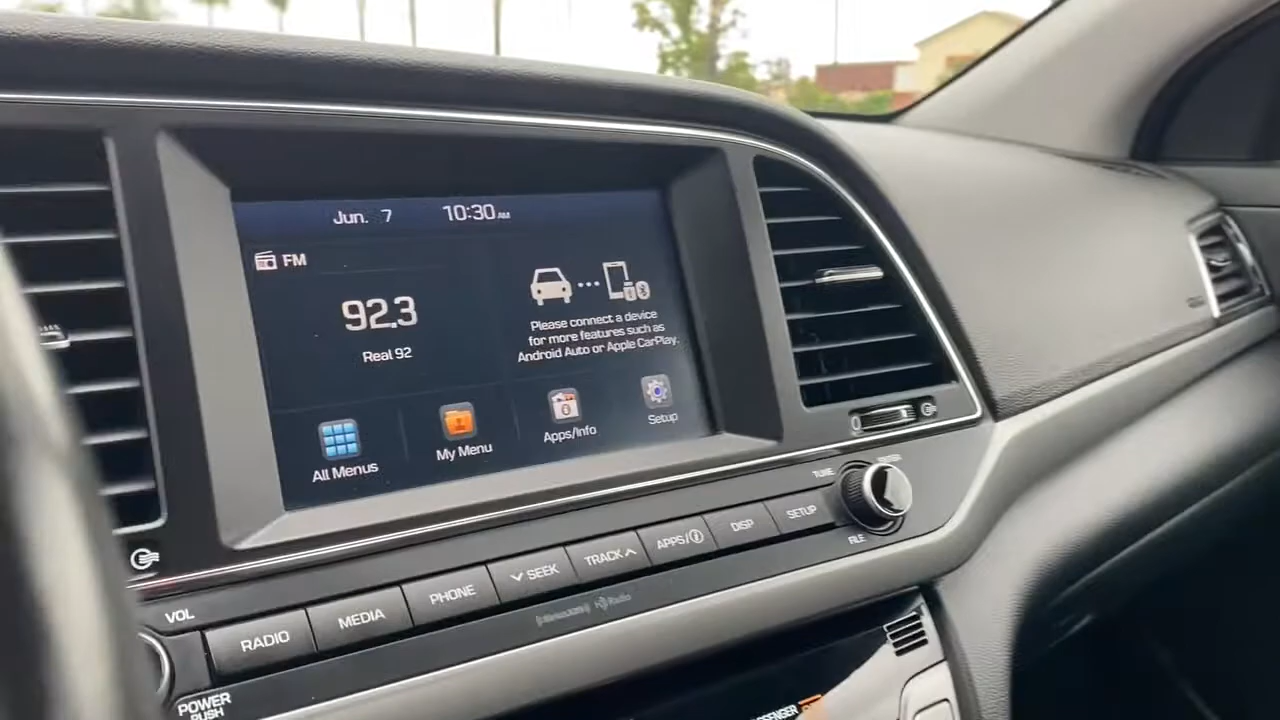 Jun. 7 10:30 AM
FM
92.3
Real 92
Please connect a device
for more features such as
Android Auto or Apple CarPlay.
All Menus
My Menu
Apps/Info
Setup
VOL
RADIO
MEDIA
PHONE
SEEK
TRACK
APPS/
DISP
SETUP
TUNE
FILE
HD Radio
POWER
PUSH